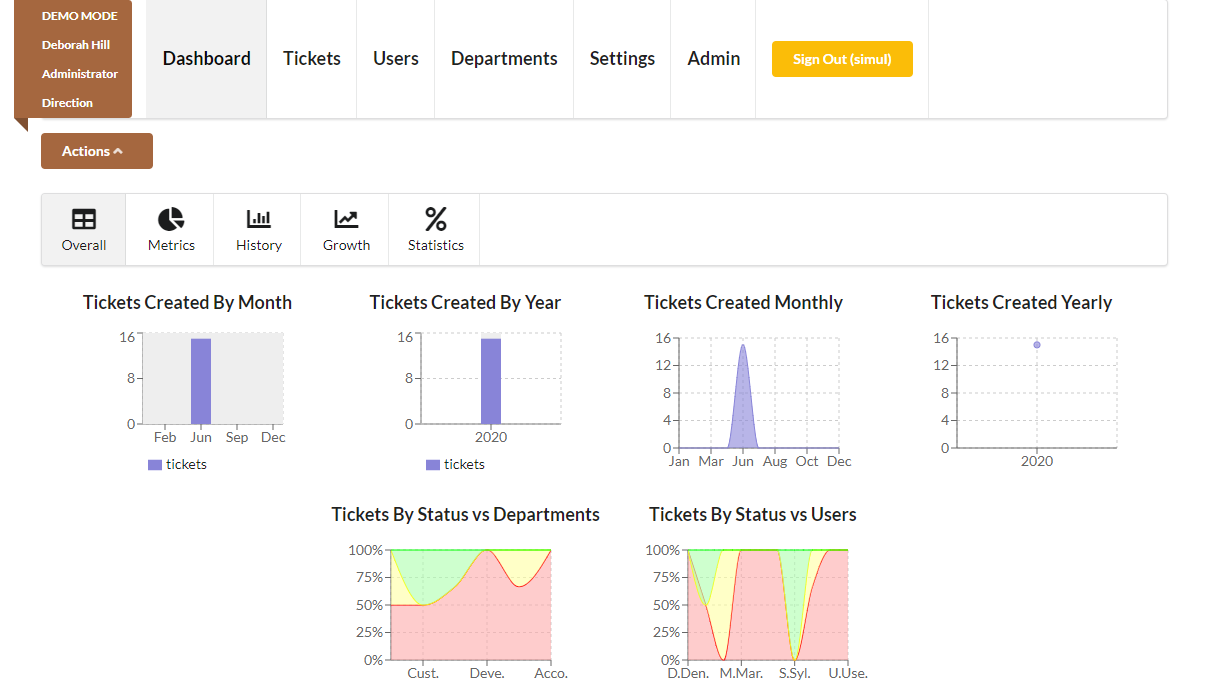 DEMO MODE
Deborah Hill
Administrator
Direction
Dashboard Tickets Users Departments Settings Admin Sign Out (simul)
Actions
Overall Metrics History Growth Statistics
Tickets Created By Month
16
8
0
Feb Jun Sep Dec
tickets
Tickets Created By Year
16
8
0
2020
tickets
Tickets Created Monthly
16
12
8
4
0
Jan Mar Jun Aug Oct Dec
Tickets Created Yearly
16
12
8
4
0
2020
Tickets By Status vs Departments
100%
75%
50%
25%
0%
Cust. Deve. Acco.
Tickets By Status vs Users
100%
75%
50%
25%
0%
D.Den. M.Mar. S.Syl. U.Use.